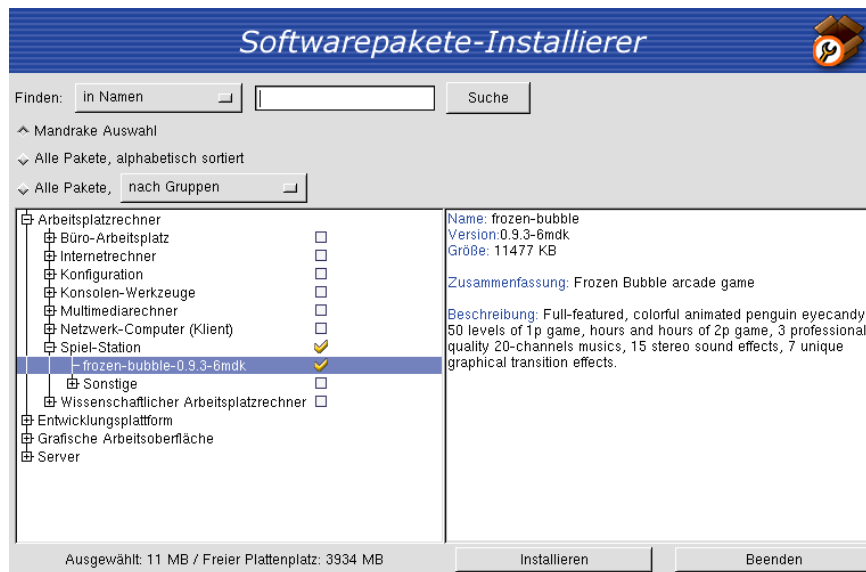 Softwarepakete-Installierer
Finden: in Namen Suche
Mandrake Auswahl
Alle Pakete, alphabetisch sortiert
Alle Pakete, nach Gruppen
Arbeitsplatzrechner
Büro-Arbeitsplatz
Internetrechner
Konfiguration
Konsolen-Werkzeuge
Multimediarechner
Netzwerk-Computer (Klient)
Spiel-Station
frozen-bubble-0.9.3-6mdk
Sonstige
Wissenschaftlicher Arbeitsplatzrechner
Entwicklungsplattform
Grafische Arbeitsoberfläche
Server
Name: frozen-bubble
Version:0.9.3-6mdk
Größe: 11477 KB
Zusammenfassung: Frozen Bubble arcade game
Beschreibung: Full-featured, colorful animated penguin eyecandy
50 levels of 1p game, hours and hours of 2p game, 3 professional
quality 20-channels musics, 15 stereo sound effects, 7 unique
graphical transition effects.
Ausgewählt: 11 MB / Freier Plattenplatz: 3934 MB
Installieren
Beenden